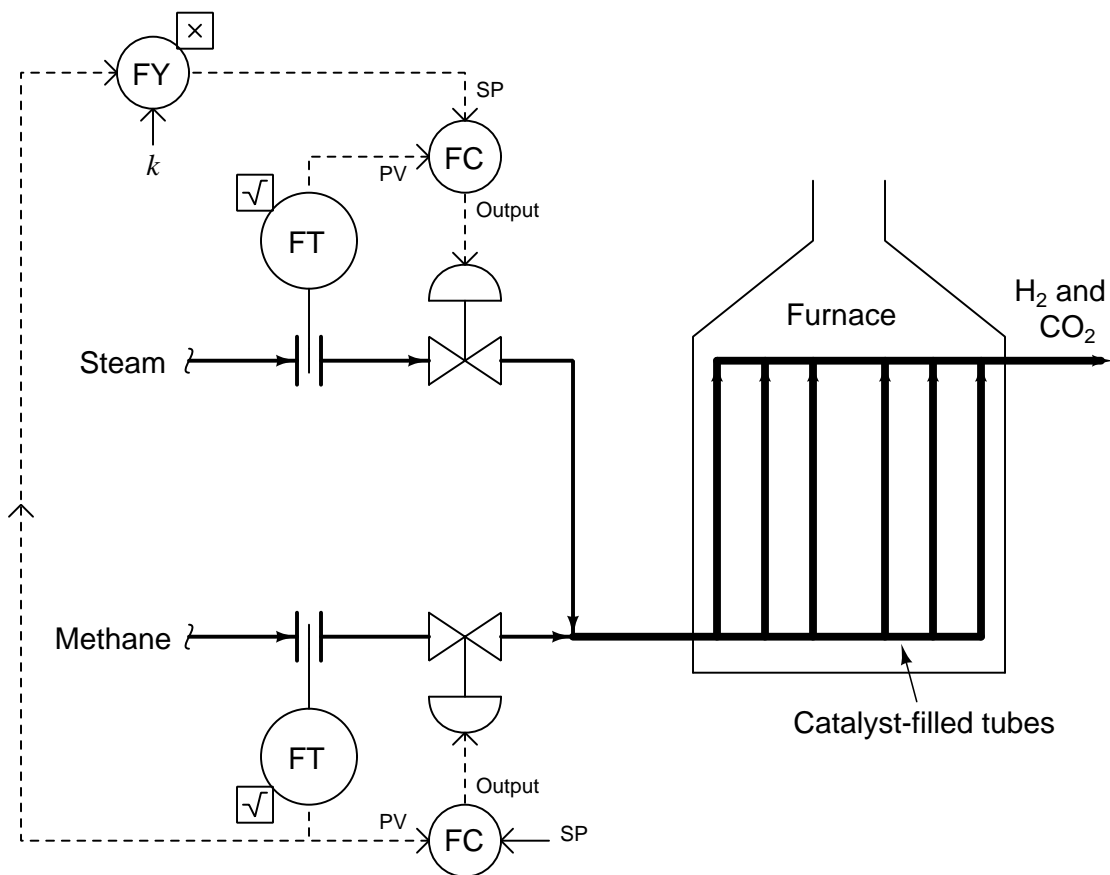 ×
FY
SP
k
FC
PV
√
Output
FT
H₂ and
CO₂
Furnace
Steam
Methane
Catalyst-filled tubes
FT
Output
√
PV
FC
SP